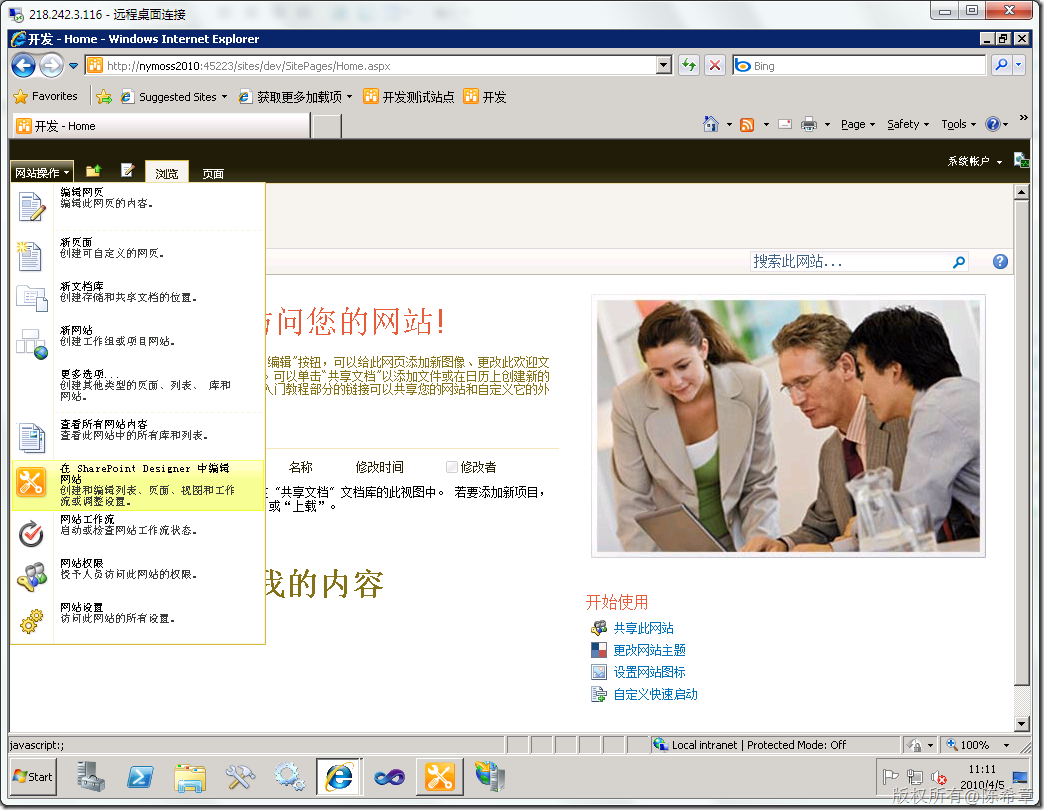 218.242.3.116 - 远程桌面连接
开发 - Home - Windows Internet Explorer
http://nymoss2010:45223/sites/dev/SitePages/Home.aspx
Bing
Favorites
Suggested Sites
获取更多加载项
开发测试站点
开发
开发 - Home
Page
Safety
Tools
»
系统帐户
网站操作
浏览
页面
编辑网页
编辑此网页的内容。
新页面
创建可自定义的网页。
新文档库
创建存储和共享文档的位置。
新网站
创建工作组或项目网站。
更多选项...
创建其他类型的页面、列表、 库和
网站。
查看所有网站内容
查看此网站中的所有库和列表。
在 SharePoint Designer 中编辑
网站
创建和编辑列表、页面、视图和工作
流或调整设置。
网站工作流
启动或检查网站工作流状态。
网站权限
授予人员访问此网站的权限。
网站设置
访问此网站的所有设置。
搜索此网站...
问您的网站!
编辑”按钮，可以给此网页添加新图像、更改此欢迎文
可以单击“共享文档”以添加文件或在日历上创建新的
门教程部分的链接可以共享您的网站和自定义它的外
名称
修改时间
修改者
“共享文档”文档库的此视图中。 若要添加新项目，
或“上载”。
我的内容
开始使用
共享此网站
更改网站主题
设置网站图标
自定义快速启动
javascript:;
Local intranet | Protected Mode: Off
100%
Start
11:11
2010/4/5
版权所有@陈希章